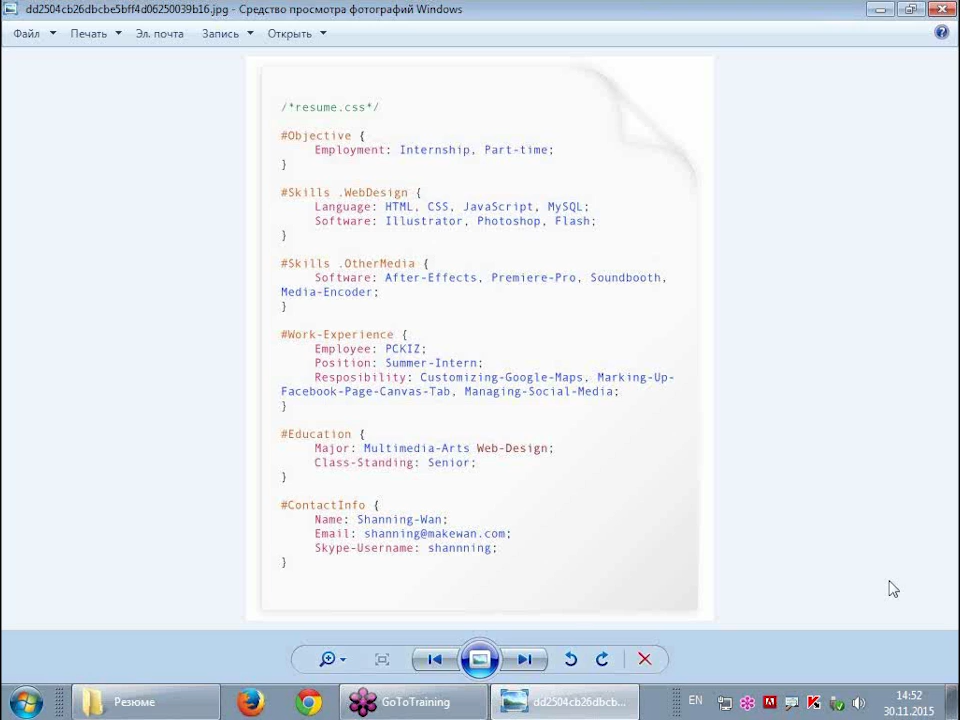 dd2504cb26dbcbe5bff4d06250039b16.jpg - Средство просмотра фотографий Windows
Файл Печать Эл. почта Запись Открыть
/*resume.css*/
#Objective {
Employment: Internship, Part-time;
}
#Skills .WebDesign {
Language: HTML, CSS, JavaScript, MySQL;
Software: Illustrator, Photoshop, Flash;
}
#Skills .OtherMedia {
Software: After-Effects, Premiere-Pro, Soundbooth,
Media-Encoder;
}
#Work-Experience {
Employee: PCKIZ;
Position: Summer-Intern;
Resposibility: Customizing-Google-Maps, Marking-Up-
Facebook-Page-Canvas-Tab, Managing-Social-Media;
}
#Education {
Major: Multimedia-Arts Web-Design;
Class-Standing: Senior;
}
#ContactInfo {
Name: Shanning-Wan;
Email: shanning@makewan.com;
Skype-Username: shannning;
}
Резюме GoToTraining dd2504cb26dbcb... EN 14:52
30.11.2015